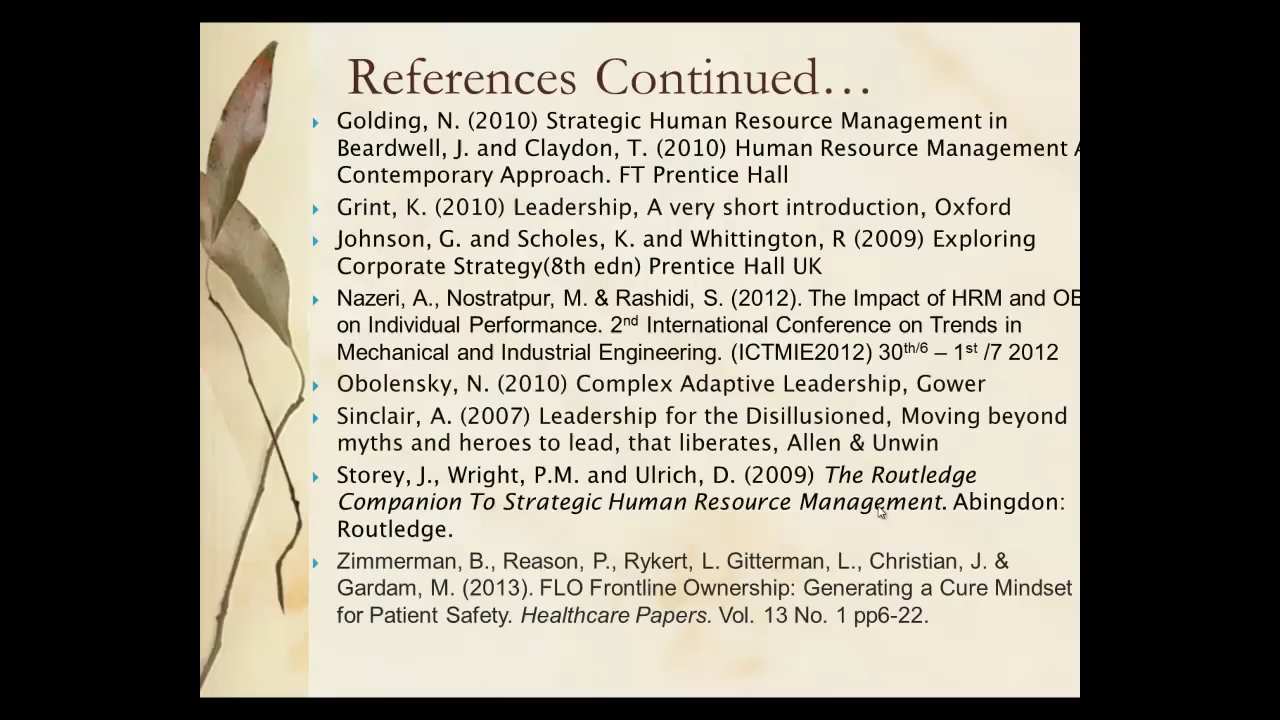 References Continued…
Golding, N. (2010) Strategic Human Resource Management in
Beardwell, J. and Claydon, T. (2010) Human Resource Management A
Contemporary Approach. FT Prentice Hall
Grint, K. (2010) Leadership, A very short introduction, Oxford
Johnson, G. and Scholes, K. and Whittington, R (2009) Exploring
Corporate Strategy(8th edn) Prentice Hall UK
Nazeri, A., Nostratpur, M. & Rashidi, S. (2012). The Impact of HRM and OB
on Individual Performance. 2nd International Conference on Trends in
Mechanical and Industrial Engineering. (ICTMIE2012) 30th/6 – 1st /7 2012
Obolensky, N. (2010) Complex Adaptive Leadership, Gower
Sinclair, A. (2007) Leadership for the Disillusioned, Moving beyond
myths and heroes to lead, that liberates, Allen & Unwin
Storey, J., Wright, P.M. and Ulrich, D. (2009) The Routledge
Companion To Strategic Human Resource Management. Abingdon:
Routledge.
Zimmerman, B., Reason, P., Rykert, L. Gitterman, L., Christian, J. &
Gardam, M. (2013). FLO Frontline Ownership: Generating a Cure Mindset
for Patient Safety. Healthcare Papers. Vol. 13 No. 1 pp6-22.